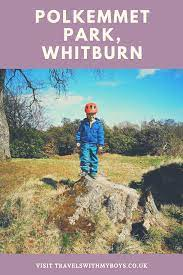 POLKEMMET
PARK,
WHITBURN
VISIT TRAVELSWITHMYBOYS.CO.UK